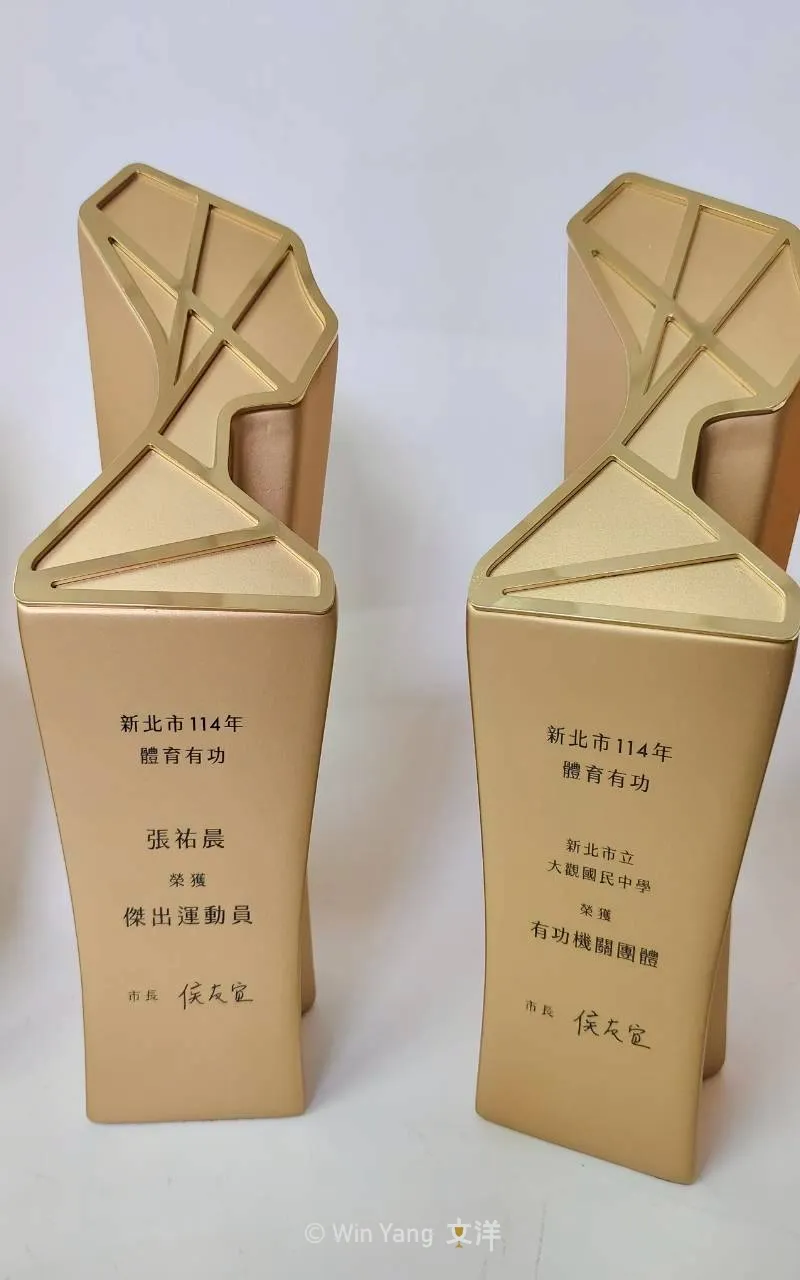 新北市114年
體育有功
張祐晨
榮獲
傑出運動員
市長 侯友宜
新北市114年
體育有功
新北市立
大觀國民中學
榮獲
有功機關團體
市長 侯友宜
© Win Yang 文洋